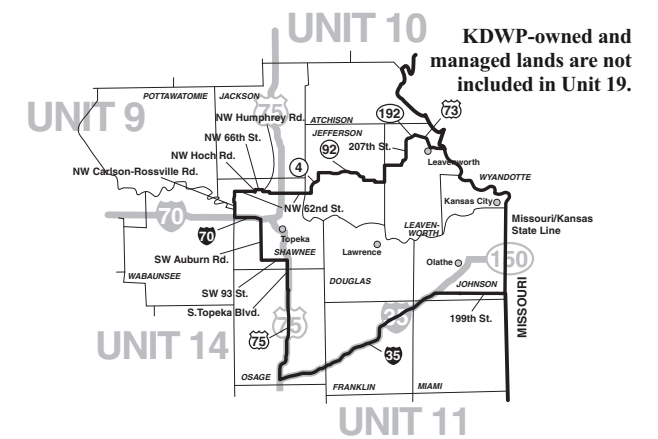 UNIT 10
KDWP-owned and
managed lands are not
included in Unit 19.
POTTAWATOMIE
JACKSON
75
UNIT 9
NW Humphrey Rd.
ATCHISON
192
73
JEFFERSON
NW 66th St.
92
207th St.
NW Hoch Rd.
4
Leavenworth
NW Carlson-Rossville Rd.
WYANDOTTE
Kansas City
NW 62nd St.
70
Missouri/Kansas
State Line
70
Topeka
LEAVEN-
WORTH
SHAWNEE
Lawrence
SW Auburn Rd.
Olathe
150
WABAUNSEE
DOUGLAS
JOHNSON
SW 93 St.
S.Topeka Blvd.
199th St.
MISSOURI
75
75
35
UNIT 14
35
OSAGE
FRANKLIN
MIAMI
UNIT 11